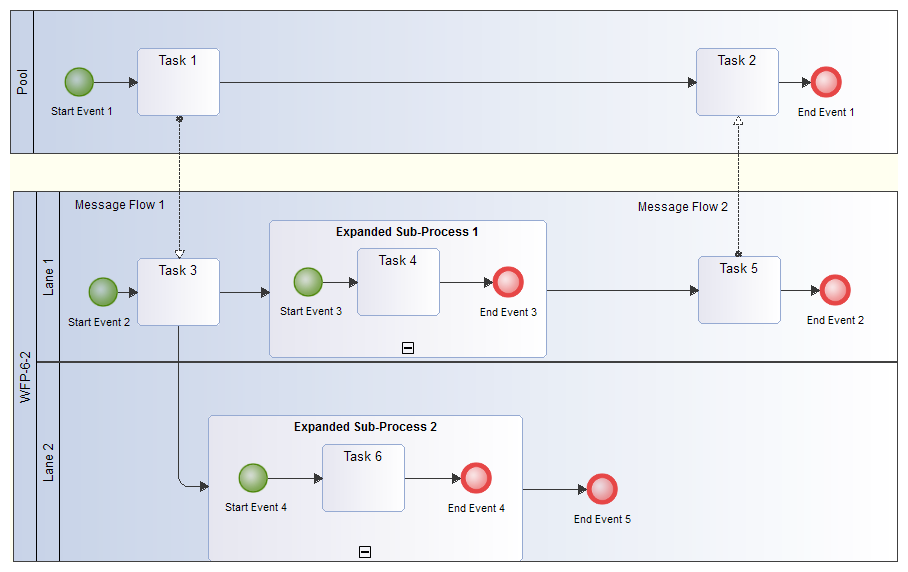 Pool
Task 1
Task 2
Start Event 1
End Event 1
Message Flow 1
Message Flow 2
WFP-6-2
Lane 1
Expanded Sub-Process 1
Task 3
Task 4
Task 5
Start Event 2
Start Event 3
End Event 3
End Event 2
Lane 2
Expanded Sub-Process 2
Task 6
Start Event 4
End Event 4
End Event 5